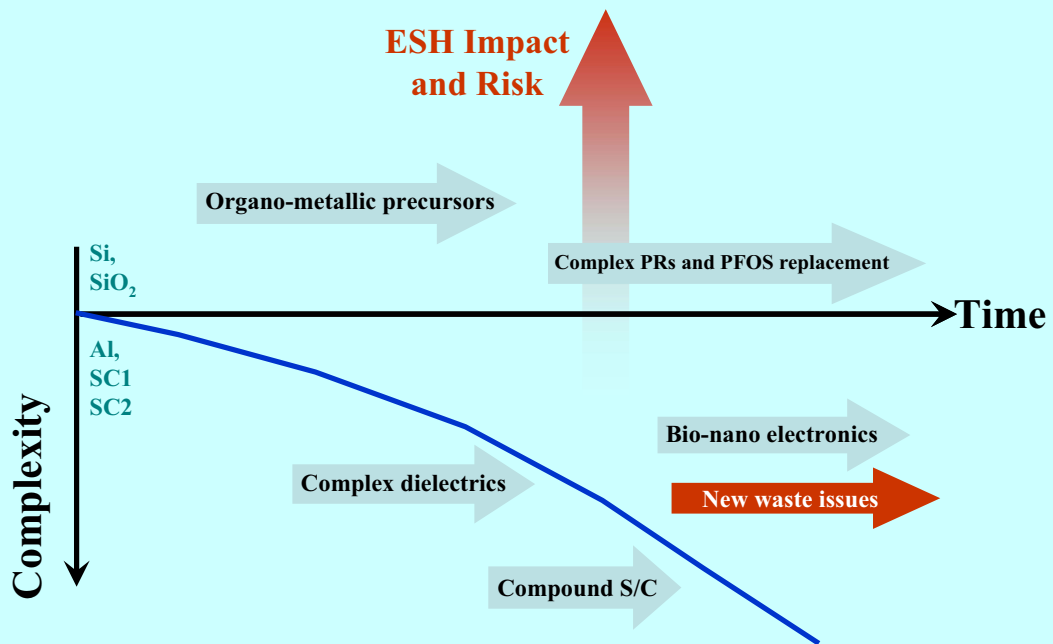 ESH Impact
and Risk
Organo-metallic precursors
Si,
SiO₂
Complex PRs and PFOS replacement
Time
Al,
SC1
SC2
Complexity
Bio-nano electronics
Complex dielectrics
New waste issues
Compound S/C